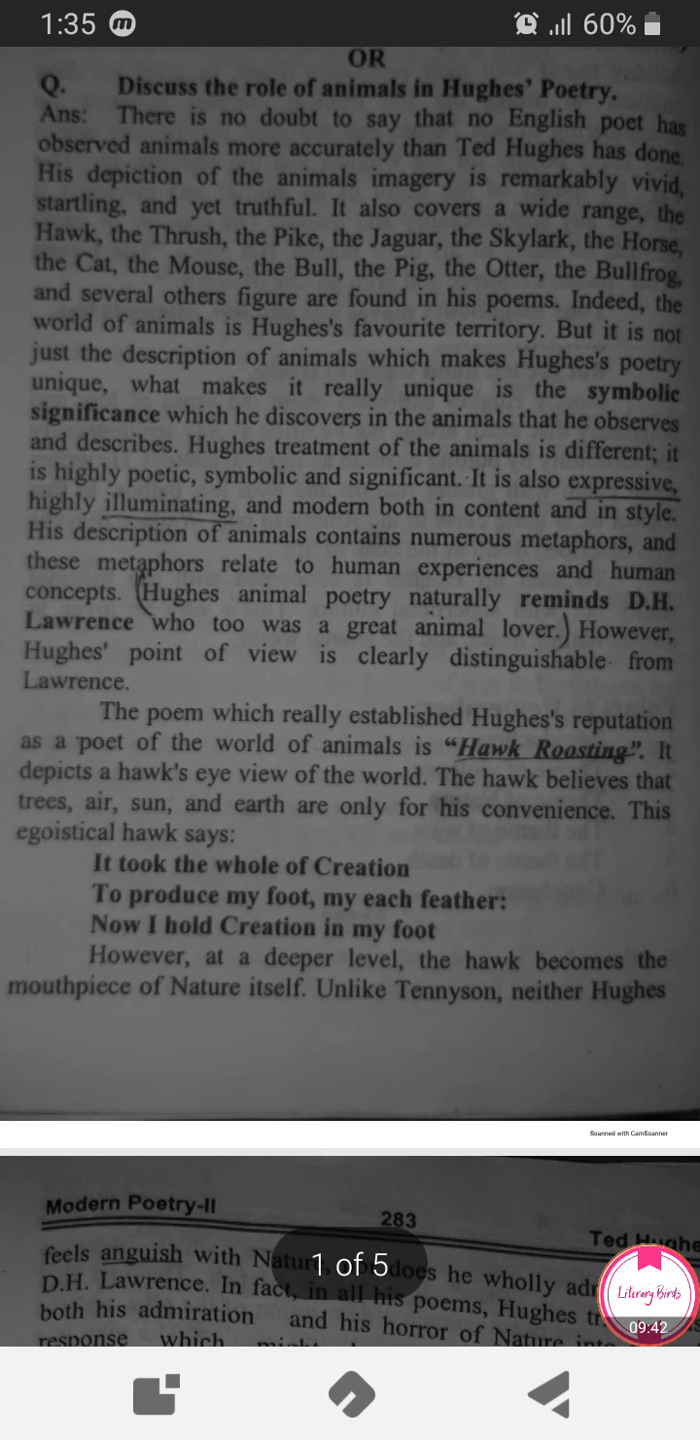 1:35 m 60%
OR
Q. Discuss the role of animals in Hughes' Poetry.
Ans: There is no doubt to say that no English poet has
observed animals more accurately than Ted Hughes has done.
His depiction of the animals imagery is remarkably vivid,
startling, and yet truthful. It also covers a wide range, the
Hawk, the Thrush, the Pike, the Jaguar, the Skylark, the Horse,
the Cat, the Mouse, the Bull, the Pig, the Otter, the Bullfrog,
and several others figure are found in his poems. Indeed, the
world of animals is Hughes's favourite territory. But it is not
just the description of animals which makes Hughes's poetry
unique, what makes it really unique is the symbolic
significance which he discovers in the animals that he observes
and describes. Hughes treatment of the animals is different; it
is highly poetic, symbolic and significant. It is also expressive,
highly illuminating, and modern both in content and in style.
His description of animals contains numerous metaphors, and
these metaphors relate to human experiences and human
concepts. (Hughes animal poetry naturally reminds D.H.
Lawrence who too was a great animal lover.) However,
Hughes' point of view is clearly distinguishable from
Lawrence.
The poem which really established Hughes's reputation
as a poet of the world of animals is "Hawk Roosting". It
depicts a hawk's eye view of the world. The hawk believes that
trees, air, sun, and earth are only for his convenience. This
egoistical hawk says:
It took the whole of Creation
To produce my foot, my each feather:
Now I hold Creation in my foot
However, at a deeper level, the hawk becomes the
mouthpiece of Nature itself. Unlike Tennyson, neither Hughes
Scanned with CamScanner
Modern Poetry-II 283 Ted Hughe
feels anguish with does he wholly
D.H. Lawrence. In fact, in all his poems, Hughes
both his admiration and his horror of Nature
response which
1 of 5
Literary Birds
09:42